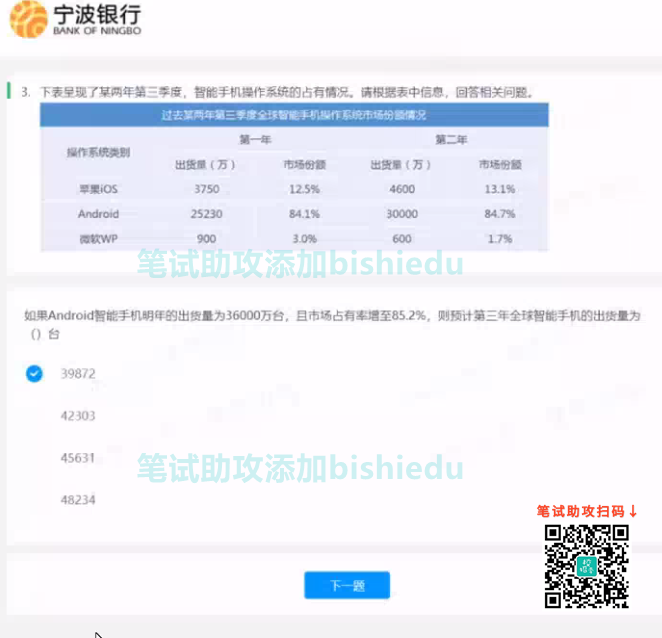 宁波银行
BANK OF NINGBO
3. 下表呈现了某两年第三季度，智能手机操作系统的占有情况。请根据表中信息，回答相关问题。
过去某两年第三季度全球智能手机操作系统市场份额情况
操作系统类别 第一年 第二年
出货量（万） 市场份额 出货量（万） 市场份额
苹果iOS 3750 12.5% 4600 13.1%
Android 25230 84.1% 30000 84.7%
微软WP 900 3.0% 600 1.7%
笔试助攻添加bishiedu
如果Android智能手机明年的出货量为36000万台，且市场占有率增至85.2%，则预计第三年全球智能手机的出货量为
（）台
39872
42303
45631
笔试助攻添加bishiedu
48234
笔试助攻扫码↓
下一题